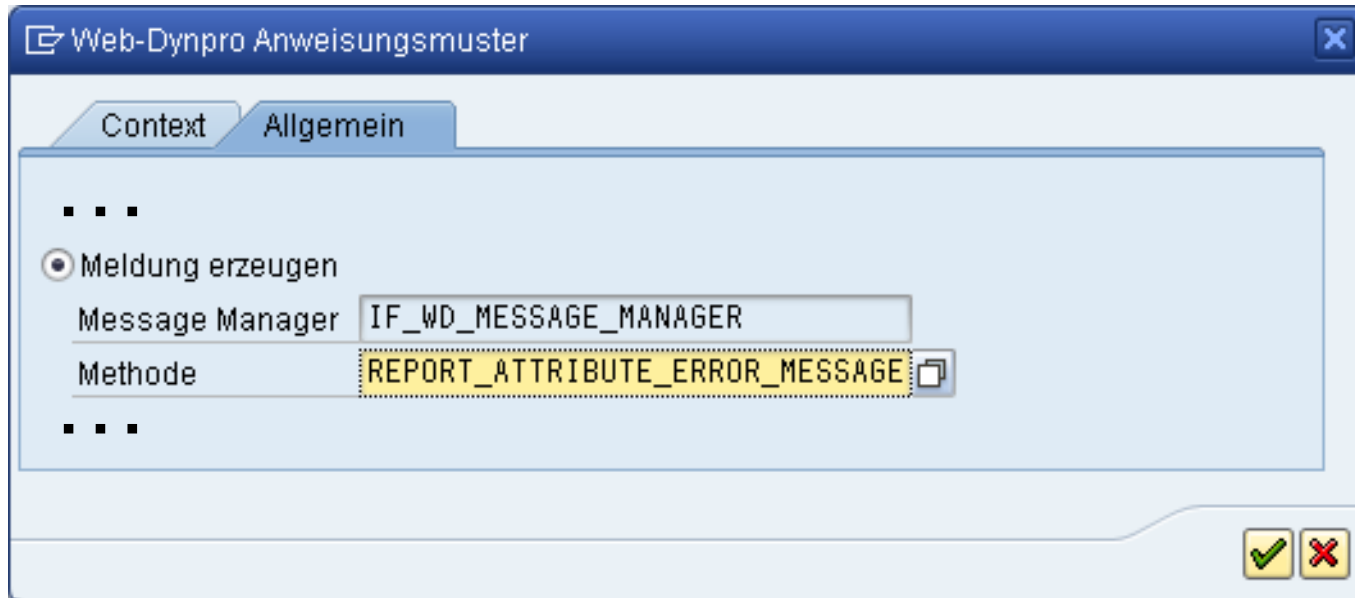 Web-Dynpro Anweisungsmuster
Context Allgemein
...
Meldung erzeugen
Message Manager IF_WD_MESSAGE_MANAGER
Methode REPORT_ATTRIBUTE_ERROR_MESSAGE
...